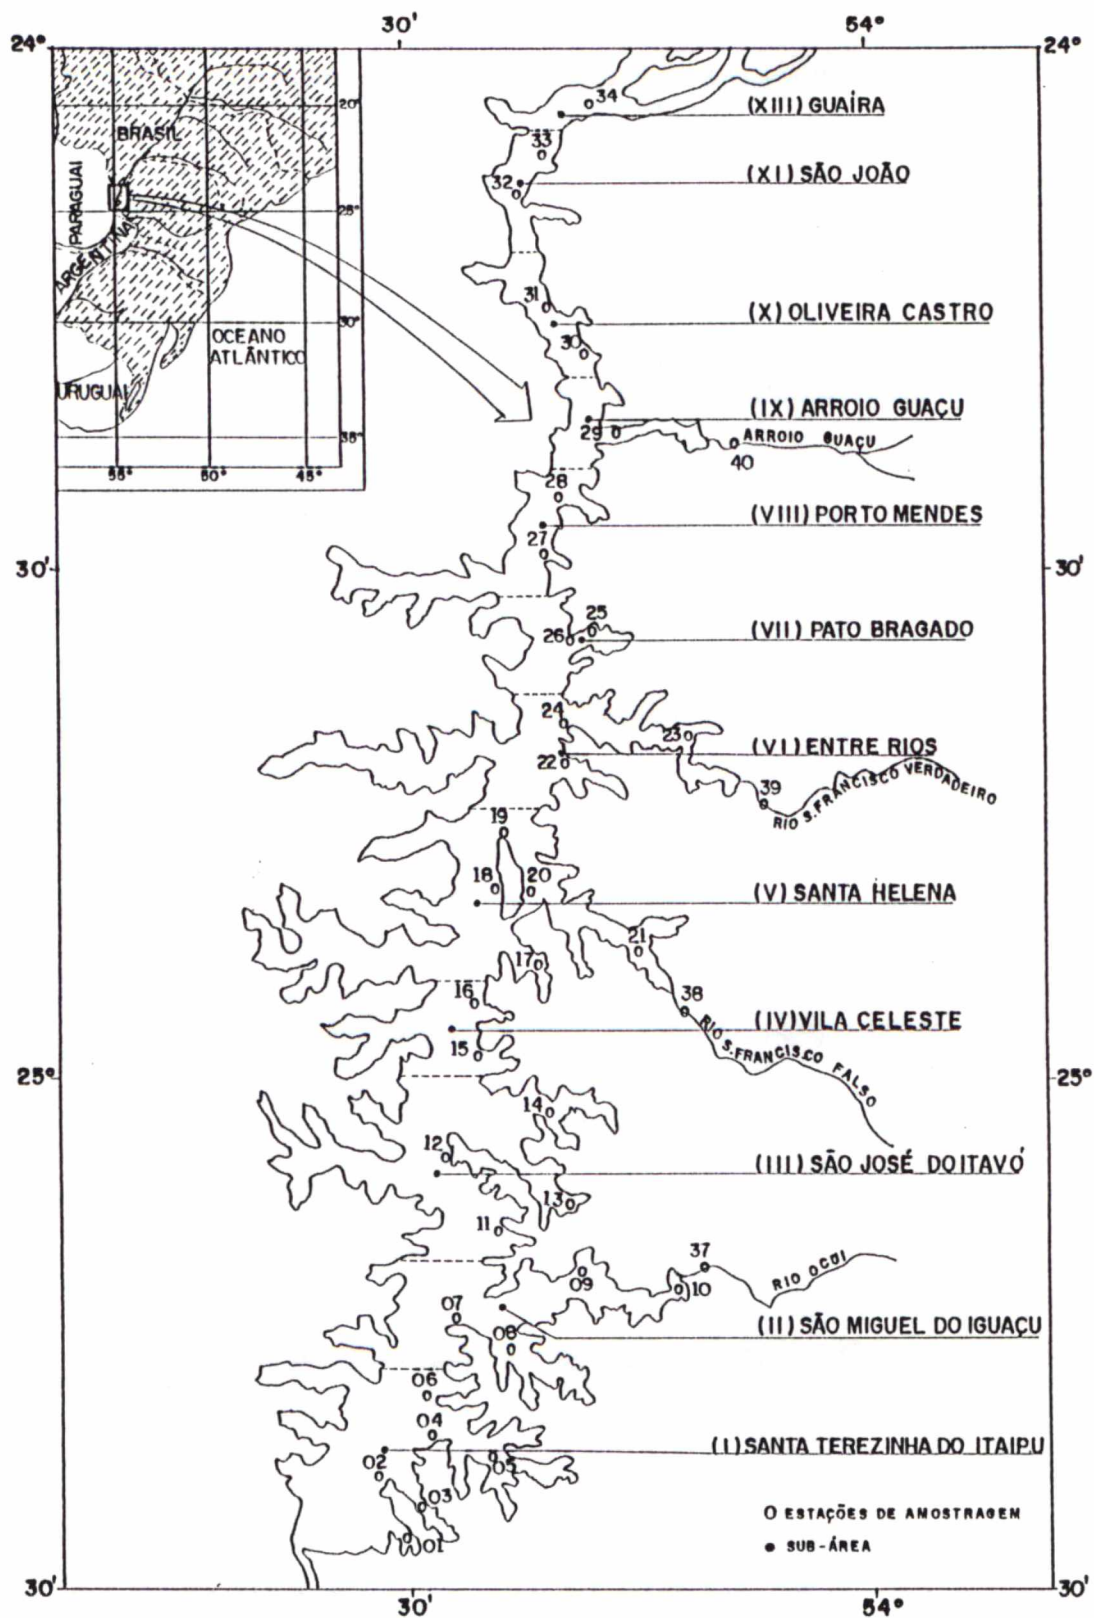 30' 54°
24° 24°
BRASIL
PARAGUAI
ARGENTINA
URUGUAI
OCEANO
ATLÂNTICO
20°
25°
30°
35°
55° 50° 45°
34
(XIII) GUAÍRA
33
32
(XI) SÃO JOÃO
31
(X) OLIVEIRA CASTRO
30
(IX) ARROIO GUAÇU
29
ARROIO GUAÇU
40
28
(VIII) PORTO MENDES
27
30' 30'
25
26
(VII) PATO BRAGADO
24
23
(VI) ENTRE RIOS
22
39
RIO S. FRANCISCO VERDADEIRO
19
18 20
(V) SANTA HELENA
21
17
16
38
(IV) VILA CELESTE
RIO S. FRANCISCO FALSO
15
25° 25°
14
12
(III) SÃO JOSÉ DO ITAVÓ
13
11
37
09
10
RIO OCOI
07
08
(II) SÃO MIGUEL DO IGUAÇU
06
04
(I) SANTA TEREZINHA DO ITAIPU
02
05
03
01
O ESTAÇÕES DE AMOSTRAGEM
● SUB-ÁREA
30' 30'
30' 54°